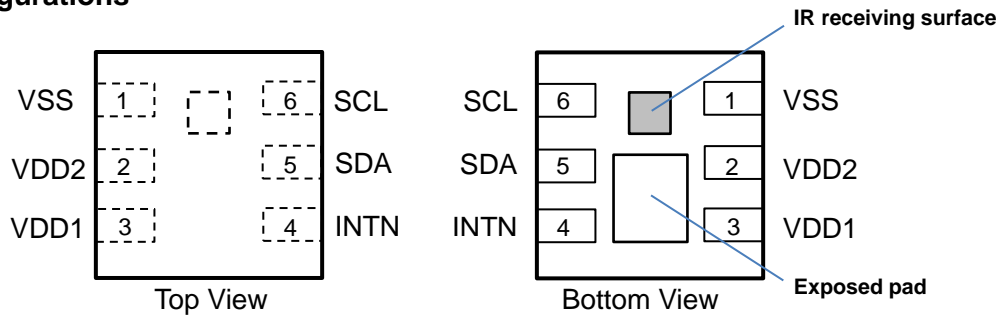 gurations
IR receiving surface
VSS 1 6 SCL
VDD2 2 5 SDA
VDD1 3 4 INTN
Top View
SCL 6 1 VSS
SDA 5 2 VDD2
INTN 4 3 VDD1
Exposed pad
Bottom View